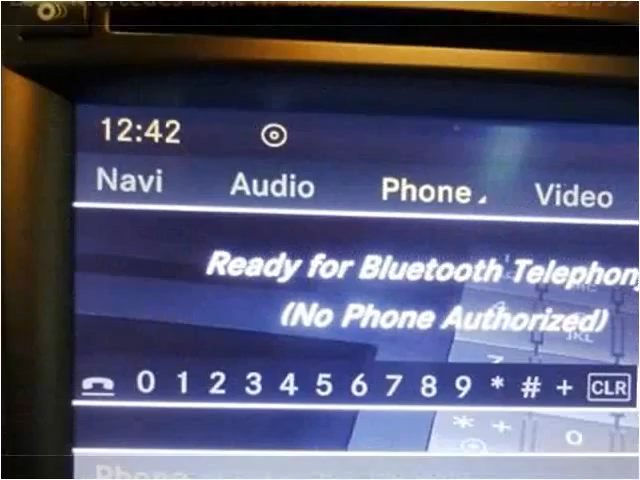 12:42
Navi Audio Phone Video
Ready for Bluetooth Telephony
(No Phone Authorized)
0 1 2 3 4 5 6 7 8 9 * # + CLR
* +
0
Phone